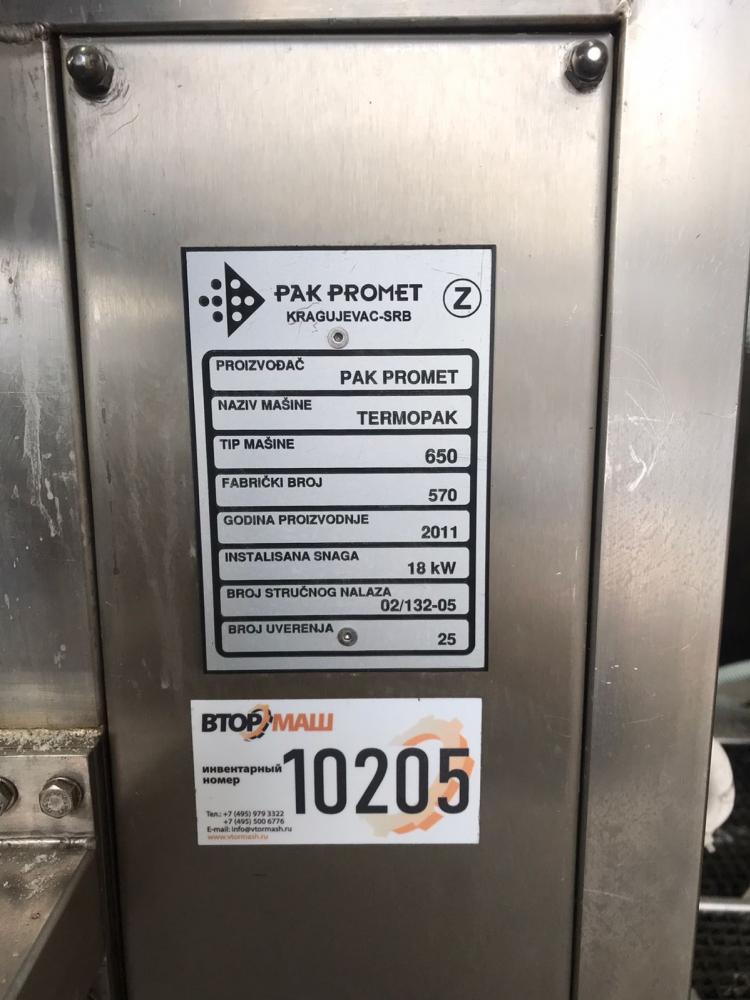 PAK PROMET
Z
KRAGUJEVAC-SRB
PROIZVOĐAČ
PAK PROMET
NAZIV MAŠINE
TERMOPAK
TIP MAŠINE
650
FABRIČKI BROJ
570
GODINA PROIZVODNJE
2011
INSTALISANA SNAGA
18 kW
BROJ STRUČNOG NALAZA
02/132-05
BROJ UVERENJA
25
ВТОРМАШ
инвентарный
номер
10205
Тел.: +7 (495) 979 3322
+7 (495) 500 6776
E-mail: info@vtormash.ru
www.vtormash.ru